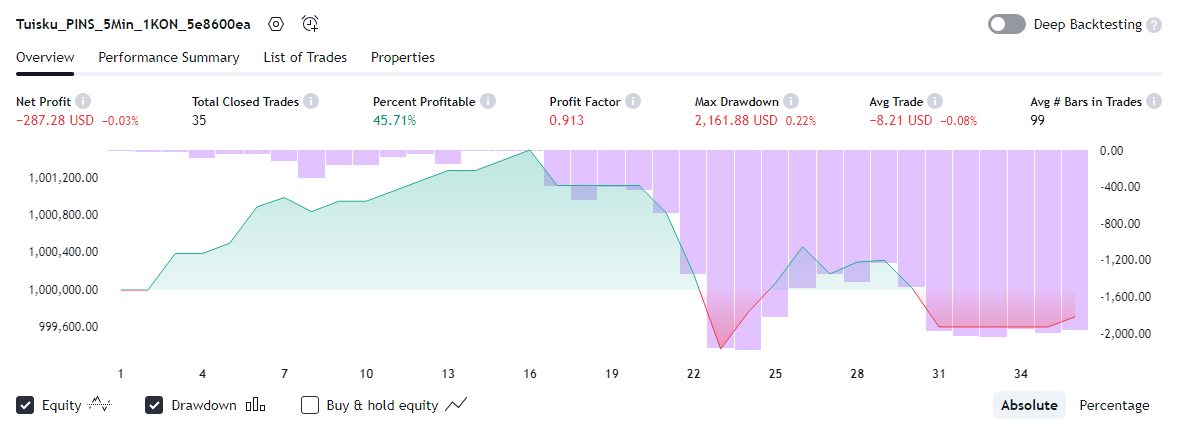 Tuisku_PINS_5Min_1KON_5e8600ea
Deep Backtesting ?
Overview Performance Summary List of Trades Properties
Net Profit Total Closed Trades Percent Profitable Profit Factor Max Drawdown Avg Trade Avg # Bars in Trades
−287.28 USD −0.03% 35 45.71% 0.913 2,161.88 USD 0.22% −8.21 USD −0.08% 99
0.00
1,001,200.00
-400.00
1,000,800.00
-800.00
1,000,400.00
-1,200.00
1,000,000.00
-1,600.00
999,600.00
-2,000.00
1 4 7 10 13 16 19 22 25 28 31 34
Equity Drawdown Buy & hold equity Absolute Percentage